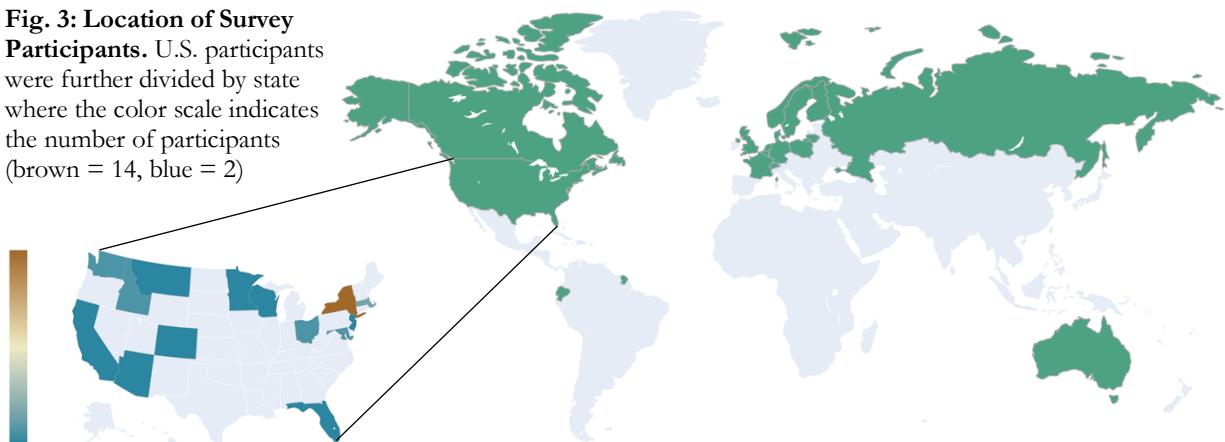 Fig. 3: Location of Survey
Participants. U.S. participants
were further divided by state
where the color scale indicates
the number of participants
(brown = 14, blue = 2)